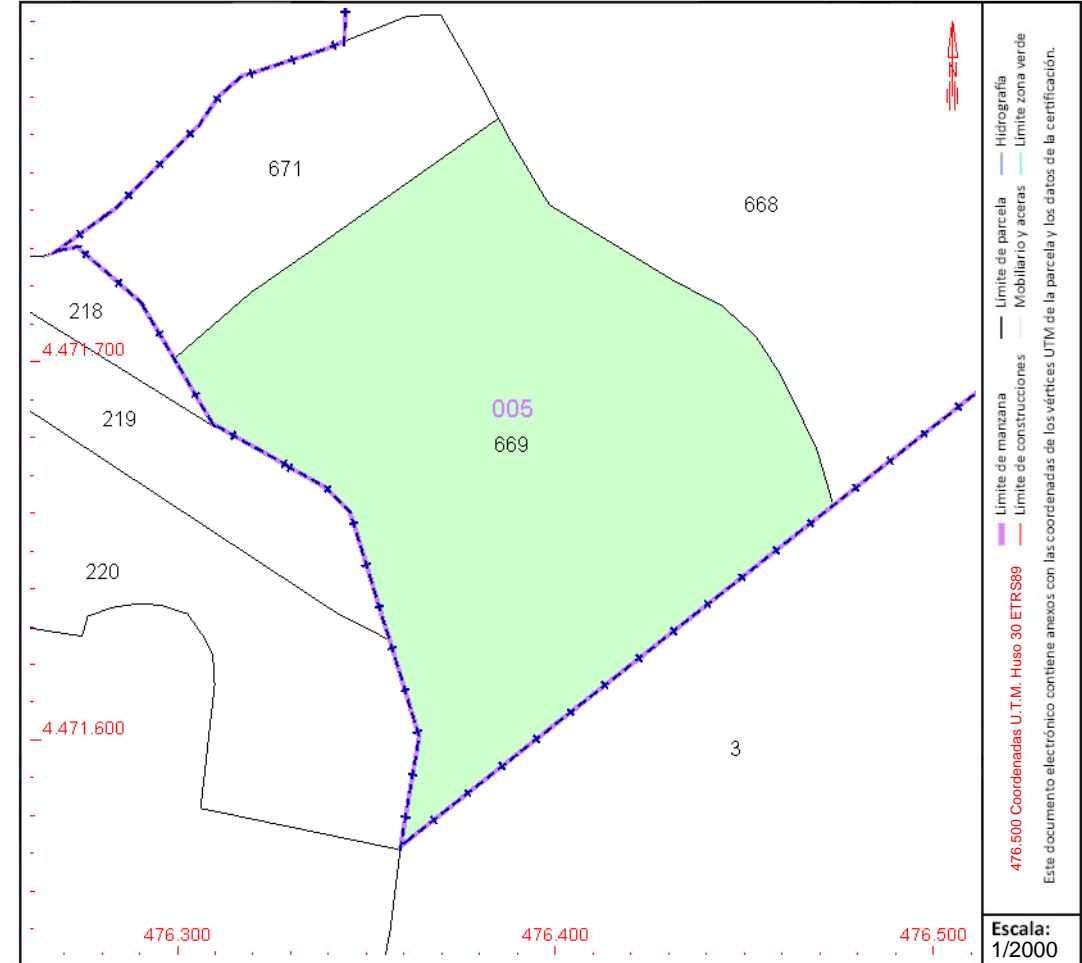 N
671
668
218
4.471.700
219
005
669
220
4.471.600
3
476.300
476.400
476.500
476.500 Coordenadas U.T.M. Huso 30 ETRS89
Límite de manzana
Límite de parcela
Hidrografía
Límite de construcciones
Mobiliario y aceras
Límite zona verde
Este documento electrónico contiene anexos con las coordenadas de los vértices UTM de la parcela y los datos de la certificación.
Escala:
1/2000